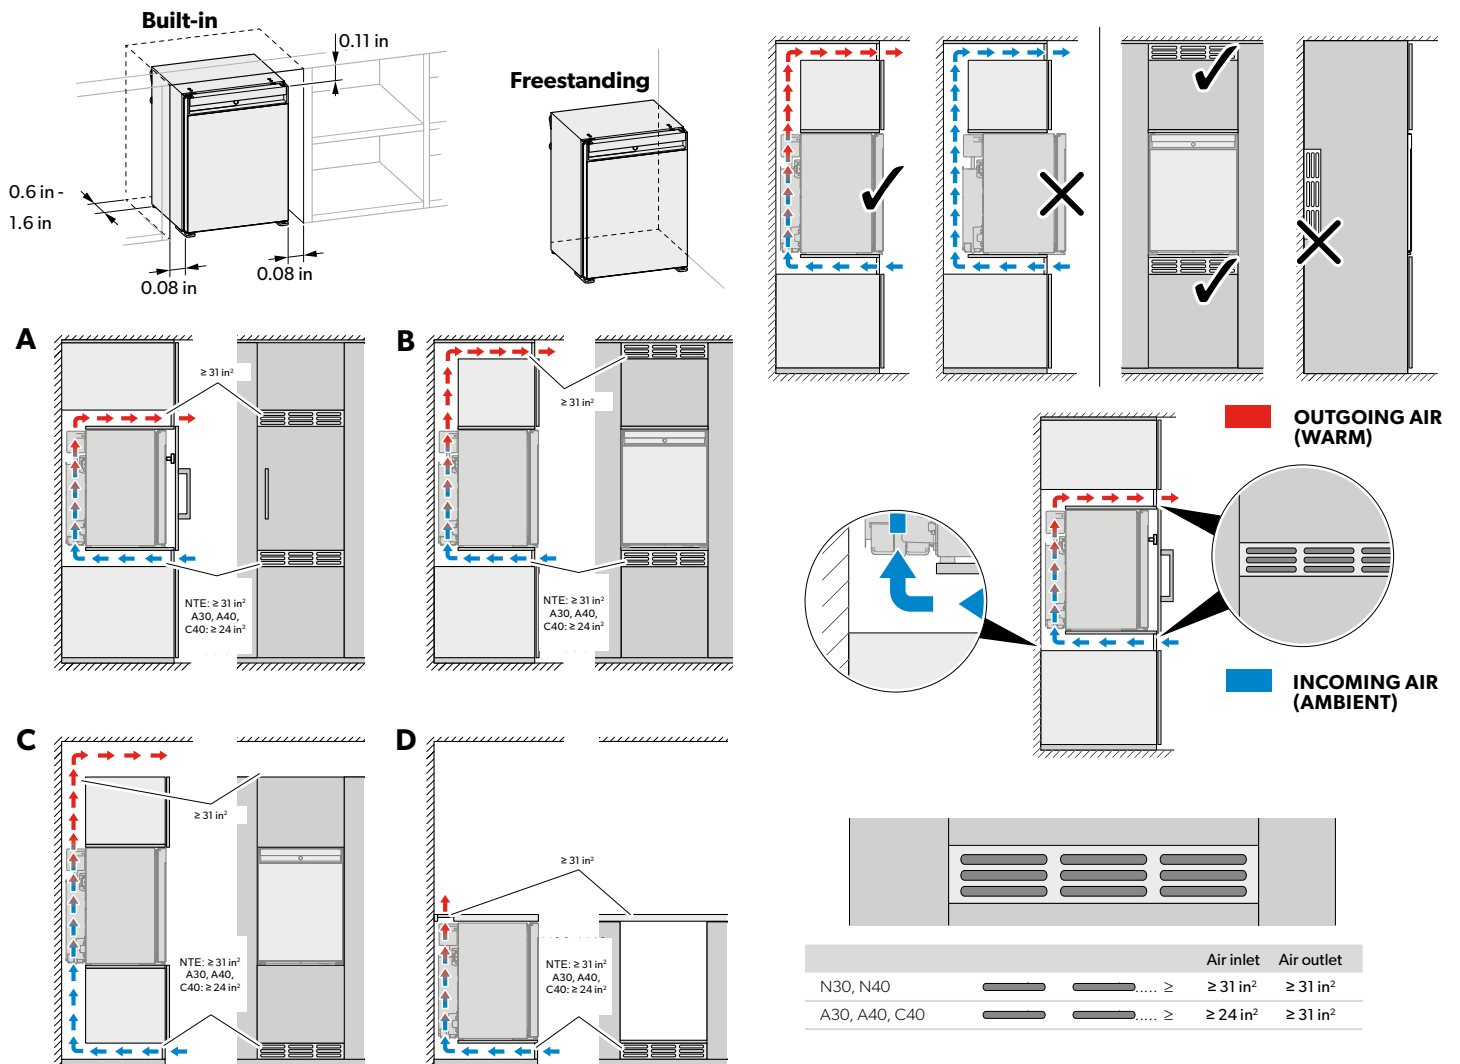 Built-in
0.11 in
Freestanding
0.6 in -
1.6 in
0.08 in
0.08 in
A
≥ 31 in²
NTE: ≥ 31 in²
A30, A40,
C40: ≥ 24 in²
B
≥ 31 in²
NTE: ≥ 31 in²
A30, A40,
C40: ≥ 24 in²
OUTGOING AIR
(WARM)
INCOMING AIR
(AMBIENT)
C
≥ 31 in²
NTE: ≥ 31 in²
A30, A40,
C40: ≥ 24 in²
D
≥ 31 in²
NTE: ≥ 31 in²
A30, A40,
C40: ≥ 24 in²
Air inlet Air outlet
N30, N40 ..... ≥ ≥ 31 in² ≥ 31 in²
A30, A40, C40 ..... ≥ ≥ 24 in² ≥ 31 in²